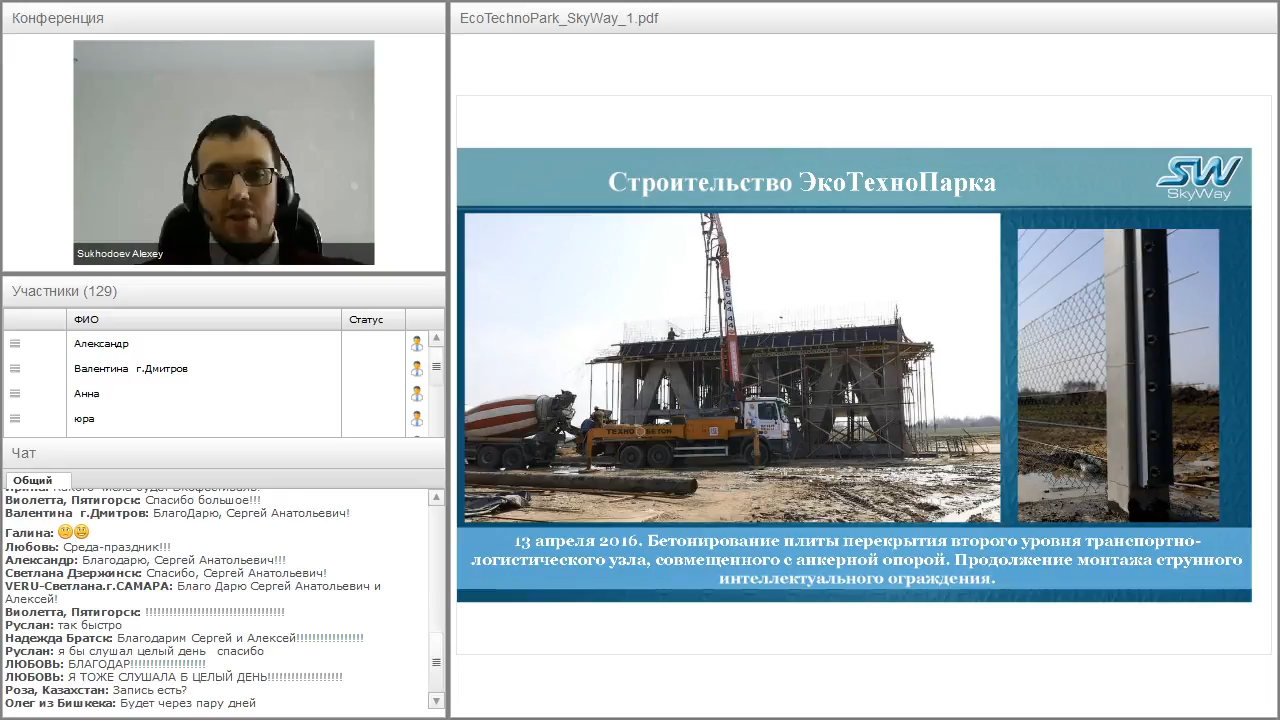 Конференция
Sukhodoev Alexey
Участники (129)
ФИО
Статус
Александр
Валентина г.Дмитров
Анна
юра
Чат
Общий
Виолетта, Пятигорск: Спасибо большое!!!
Валентина г.Дмитров: БлагоДарю, Сергей Анатольевич!
Галина:
Любовь: Среда-праздник!!!
Александр: Благодарю, Сергей Анатольевич!!!
Светлана Дзержинск: Спасибо, Сергей Анатольевич!
VERU-Светлана.г.САМАРА: Благо Дарю Сергей Анатольевич и
Алексей!
Виолетта, Пятигорск: !!!!!!!!!!!!!!!!!!!!!!!!!!!!!!!!!!
Руслан: так быстро
Надежда Братск: Благодарим Сергей и Алексей!!!!!!!!!!!!!!!!!
Руслан: я бы слушал целый день спасибо
ЛЮБОВЬ: БЛАГОДАР!!!!!!!!!!!!!!!!!!!
ЛЮБОВЬ: Я ТОЖЕ СЛУШАЛА Б ЦЕЛЫЙ ДЕНЬ!!!!!!!!!!!!!!!!!!!
Роза, Казахстан: Запись есть?
Олег из Бишкека: Будет через пару дней
EcoTechnoPark_SkyWay_1.pdf
Строительство ЭкоТехноПарка
SW
SkyWay
ТЕХНО БЕТОН
13 апреля 2016. Бетонирование плиты перекрытия второго уровня транспортно-
логистического узла, совмещенного с анкерной опорой. Продолжение монтажа струнного
интеллектуального ограждения.